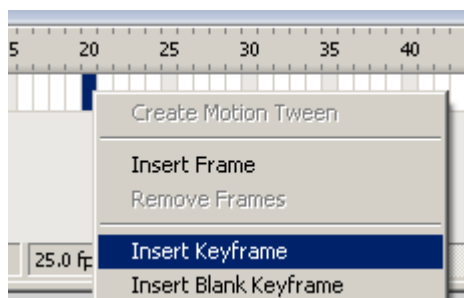 5 20 25 30 35 40
Create Motion Tween
Insert Frame
Remove Frames
Insert Keyframe
25.0 fp
Insert Blank Keyframe